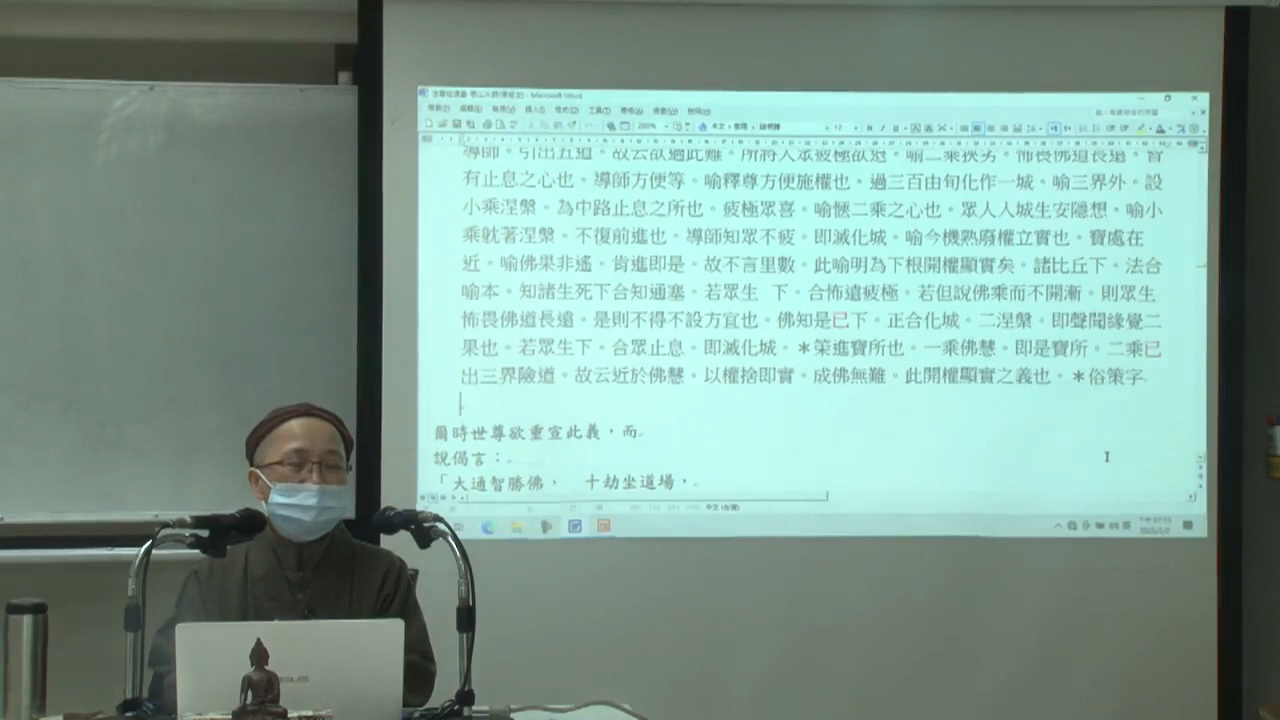 導師。引出五道。故云欲過此難。所將人眾疲極欲退。喻二乘狹劣。怖畏佛道長遠。皆
有止息之心也。導師方便等。喻釋尊方便施權也。過三百由旬化作一城。喻三界外。設
小乘涅槃。為中路止息之所也。疲極眾喜。喻愜二乘之心也。眾人入城生安隱想。喻小
乘躭著涅槃。不復前進也。導師知眾不疲。即滅化城。喻今機熟廢權立實也。寶處在
近。喻佛果非遙。肯進即是。故不言里數。此喻明為下根開權顯實矣。諸比丘下。法合
喻本。知諸生死下合知通塞。若眾生 下。合怖遠疲極。若但說佛乘而不開漸。則眾生
怖畏佛道長遠。是則不得不設方宜也。佛知是已下。正合化城。二涅槃。即聲聞緣覺二
果也。若眾生下。合眾止息。即滅化城。＊筞進寶所也。一乘佛慧。即是寶所。二乘已
出三界險道。故云近於佛慧。以權捨即實。成佛無難。此開權顯實之義也。＊俗策字
爾時世尊欲重宣此義，而
說偈言：
「大通智勝佛， 十劫坐道場，